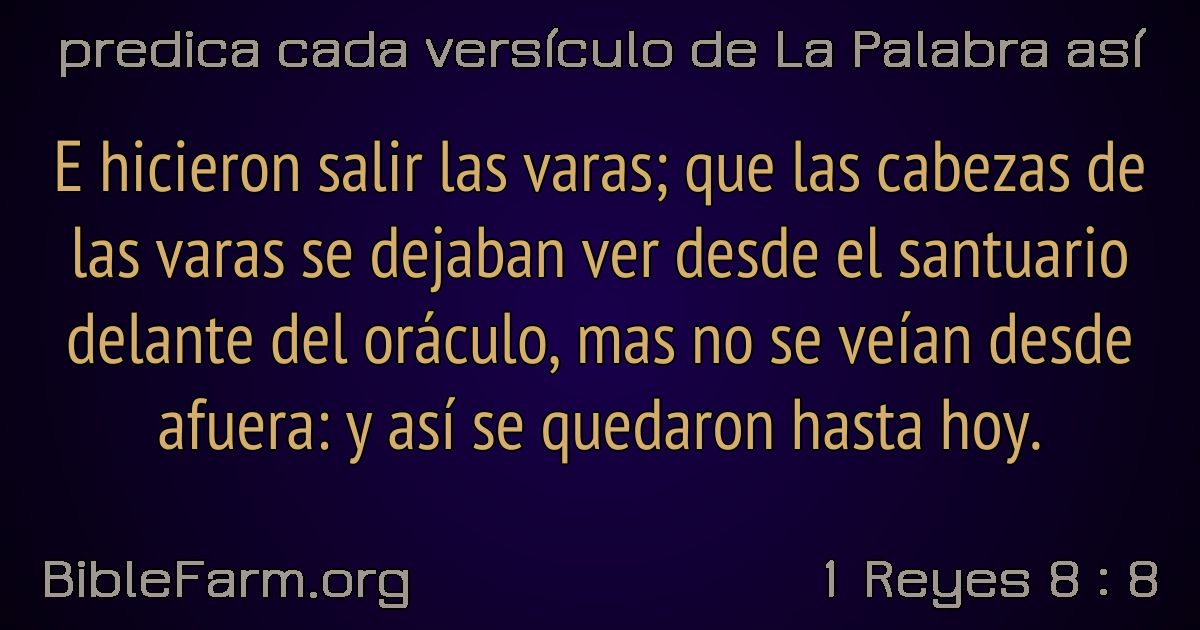 predica cada versículo de La Palabra así
E hicieron salir las varas; que las cabezas de
las varas se dejaban ver desde el santuario
delante del oráculo, mas no se veían desde
afuera: y así se quedaron hasta hoy.
BibleFarm.org
1 Reyes 8 : 8